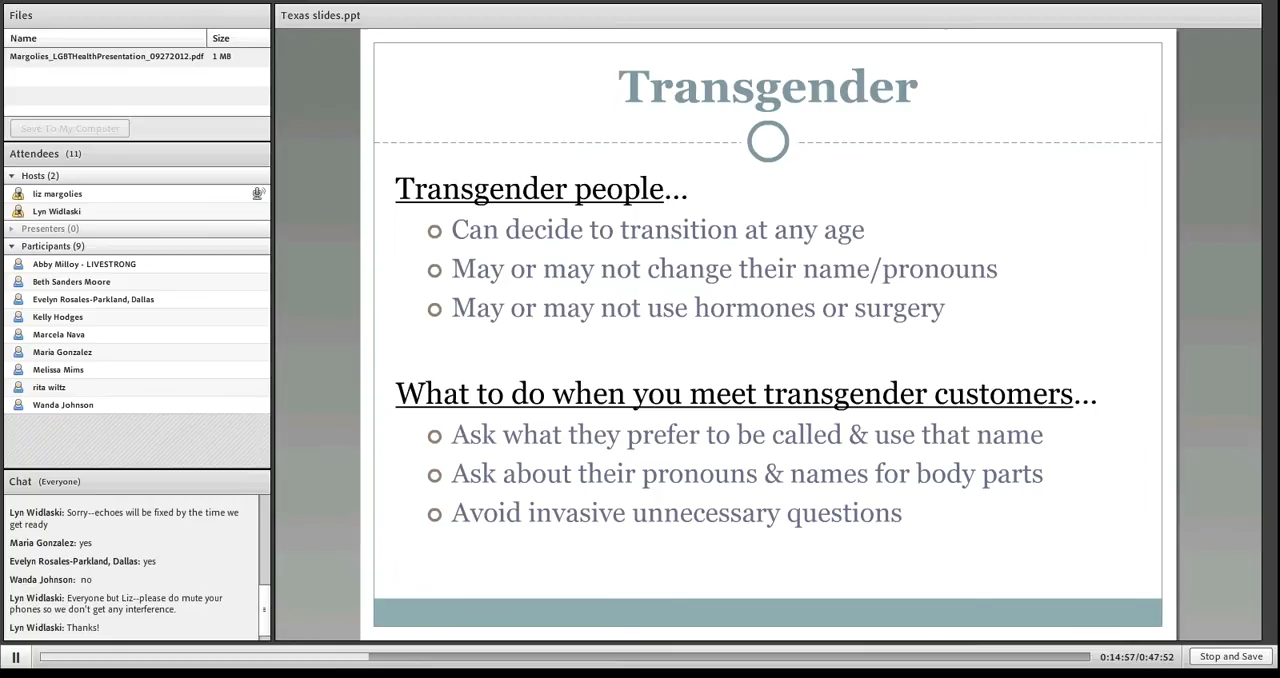 Files
Name Size
Margolies_LGBTHealthPresentation_09272012.pdf 1 MB
Save To My Computer
Attendees (11)
Hosts (2)
liz margolies
Lyn Widlaski
Presenters (0)
Participants (9)
Abby Milloy - LIVESTRONG
Beth Sanders Moore
Evelyn Rosales-Parkland, Dallas
Kelly Hodges
Marcela Nava
Maria Gonzalez
Melissa Mims
rita wiltz
Wanda Johnson
Chat (Everyone)
Lyn Widlaski: Sorry--echoes will be fixed by the time we
get ready
Maria Gonzalez: yes
Evelyn Rosales-Parkland, Dallas: yes
Wanda Johnson: no
Lyn Widlaski: Everyone but Liz--please do mute your
phones so we don't get any interference.
Lyn Widlaski: Thanks!
Texas slides.ppt
Transgender
Transgender people...
Can decide to transition at any age
May or may not change their name/pronouns
May or may not use hormones or surgery
What to do when you meet transgender customers...
Ask what they prefer to be called & use that name
Ask about their pronouns & names for body parts
Avoid invasive unnecessary questions
0:14:57/0:47:52 Stop and Save